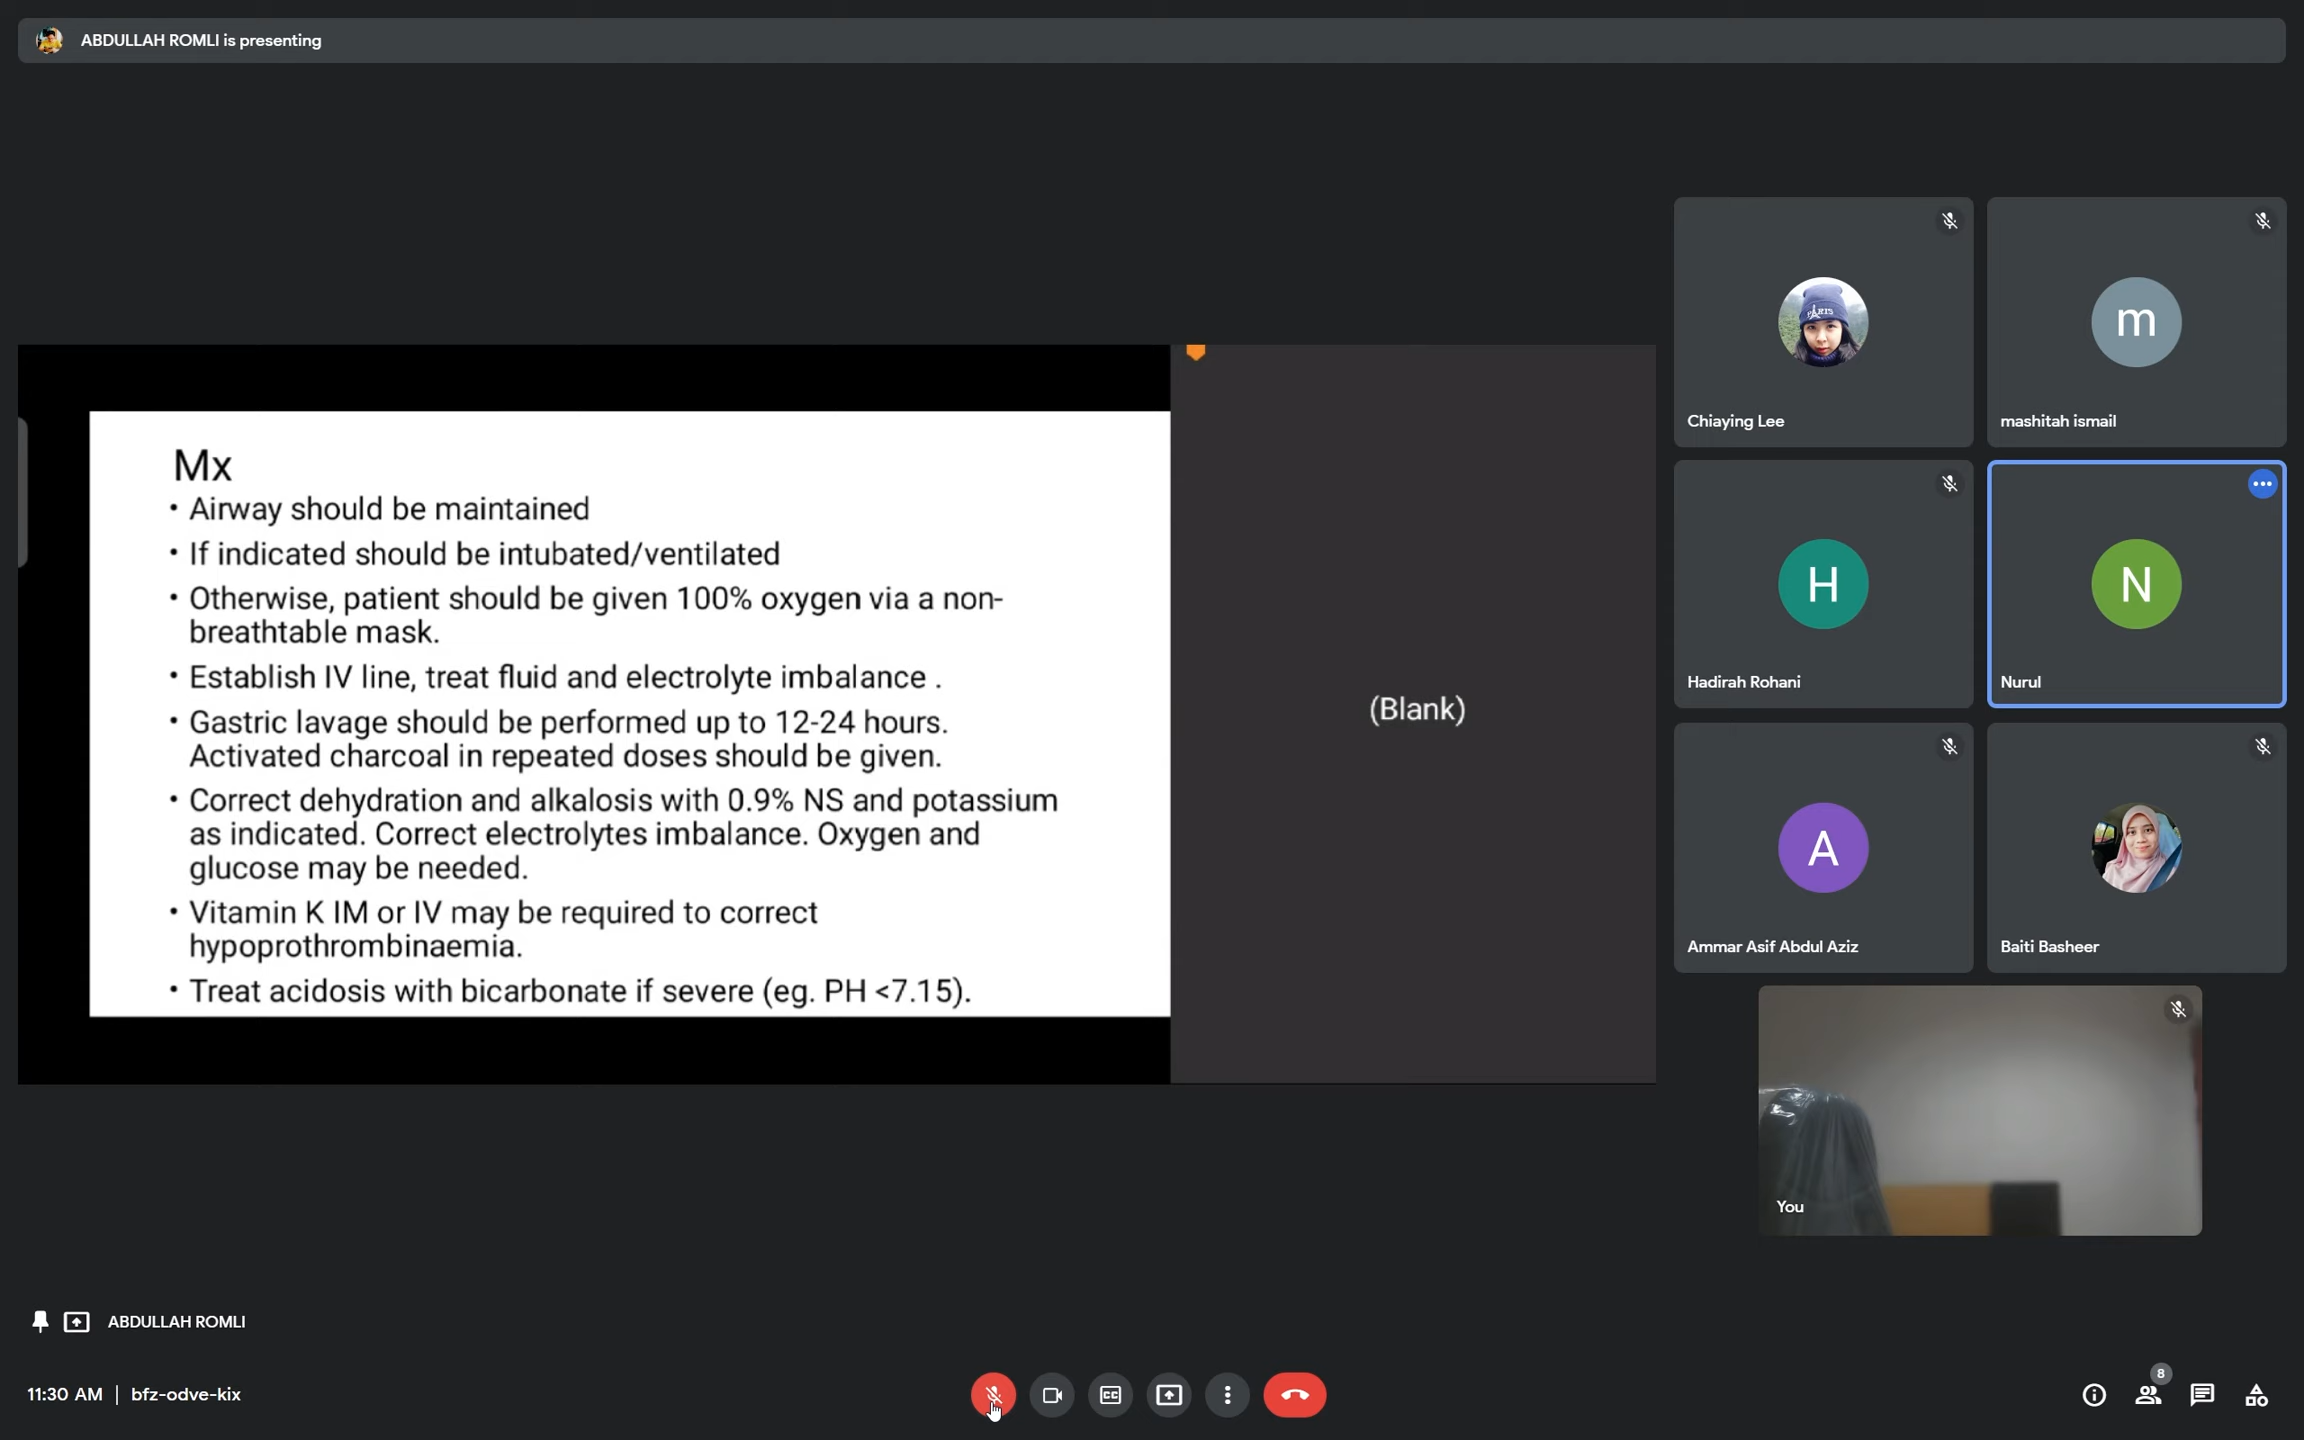 ABDULLAH ROMLI is presenting
Mx
• Airway should be maintained
• If indicated should be intubated/ventilated
• Otherwise, patient should be given 100% oxygen via a non-
breathtable mask.
• Establish IV line, treat fluid and electrolyte imbalance .
• Gastric lavage should be performed up to 12-24 hours.
Activated charcoal in repeated doses should be given.
• Correct dehydration and alkalosis with 0.9% NS and potassium
as indicated. Correct electrolytes imbalance. Oxygen and
glucose may be needed.
• Vitamin K IM or IV may be required to correct
hypoprothrombinaemia.
• Treat acidosis with bicarbonate if severe (eg. PH <7.15).
(Blank)
PARIS
Chiaying Lee
m
mashitah ismail
H
Hadirah Rohani
N
Nurul
A
Ammar Asif Abdul Aziz
Baiti Basheer
You
ABDULLAH ROMLI
11:30 AM | bfz-odve-kix
CC
8